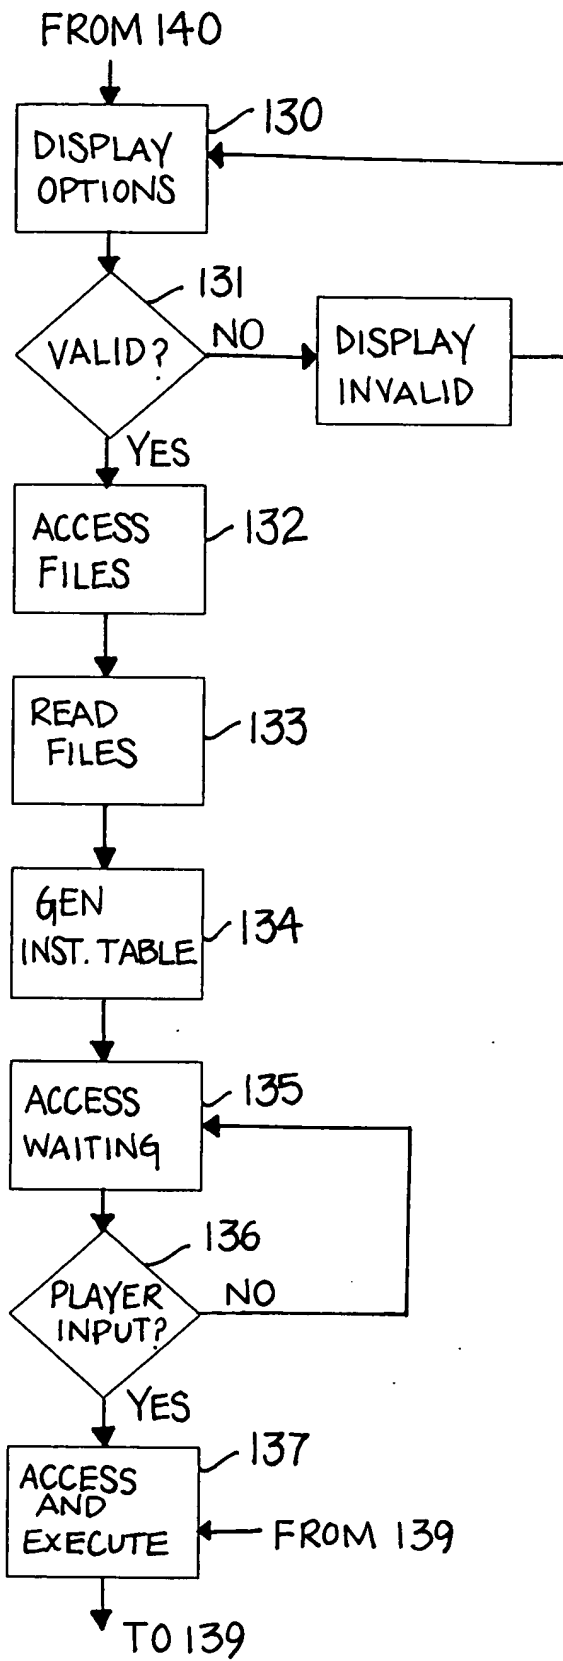 FROM 140
130
DISPLAY
OPTIONS
131
VALID?
NO
DISPLAY
INVALID
YES
ACCESS
FILES
132
READ
FILES
133
GEN
INST. TABLE
134
ACCESS
WAITING
135
136
PLAYER
INPUT?
NO
YES
137
ACCESS
AND
EXECUTE
FROM 139
TO 139